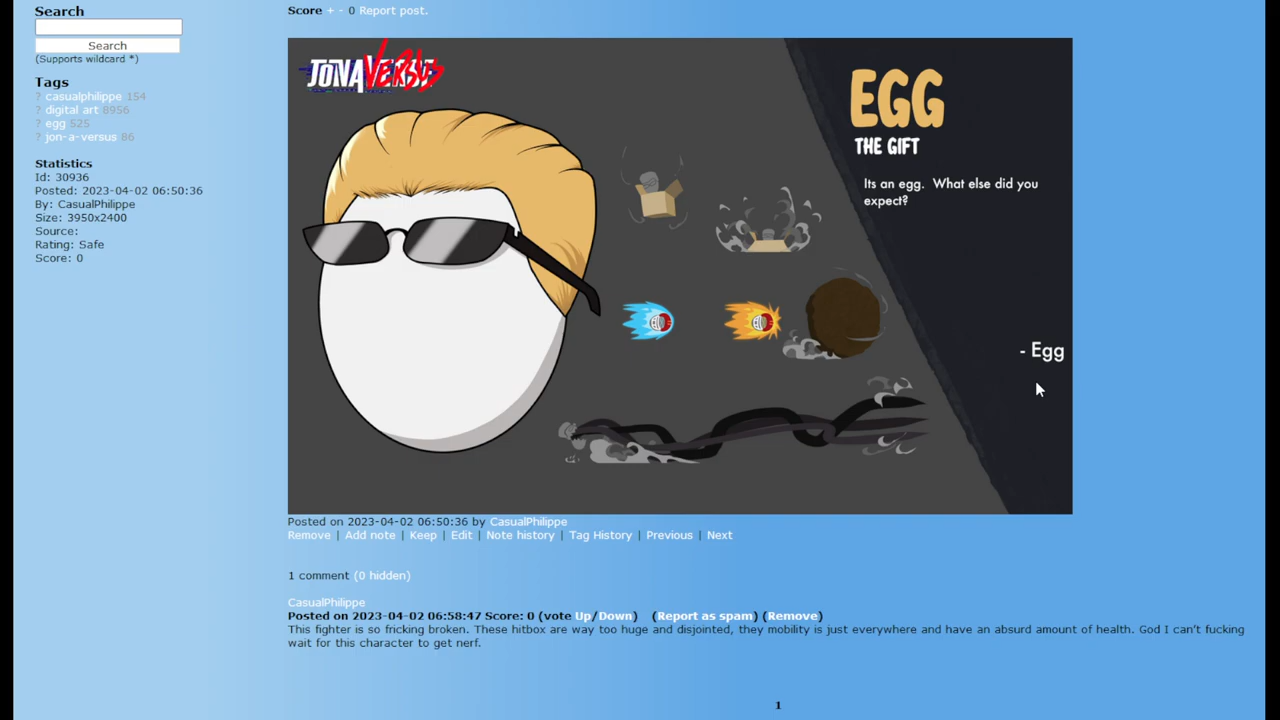 Search
Search
(Supports wildcard *)
Tags
? casualphilippe 154
? digital art 8956
? egg 525
? jon-a-versus 86
Statistics
Id: 30936
Posted: 2023-04-02 06:50:36
By: CasualPhilippe
Size: 3950x2400
Source:
Rating: Safe
Score: 0
Score + - 0 Report post.
JONAVERSUS
EGG
THE GIFT
Its an egg.  What else did you
expect?
- Egg
Posted on 2023-04-02 06:50:36 by CasualPhilippe
Remove | Add note | Keep | Edit | Note history | Tag History | Previous | Next
1 comment (0 hidden)
CasualPhilippe
Posted on 2023-04-02 06:58:47 Score: 0 (vote Up/Down)   (Report as spam) (Remove)
This fighter is so fricking broken. These hitbox are way too huge and disjointed, they mobility is just everywhere and have an absurd amount of health. God I can't fucking
wait for this character to get nerf.
1